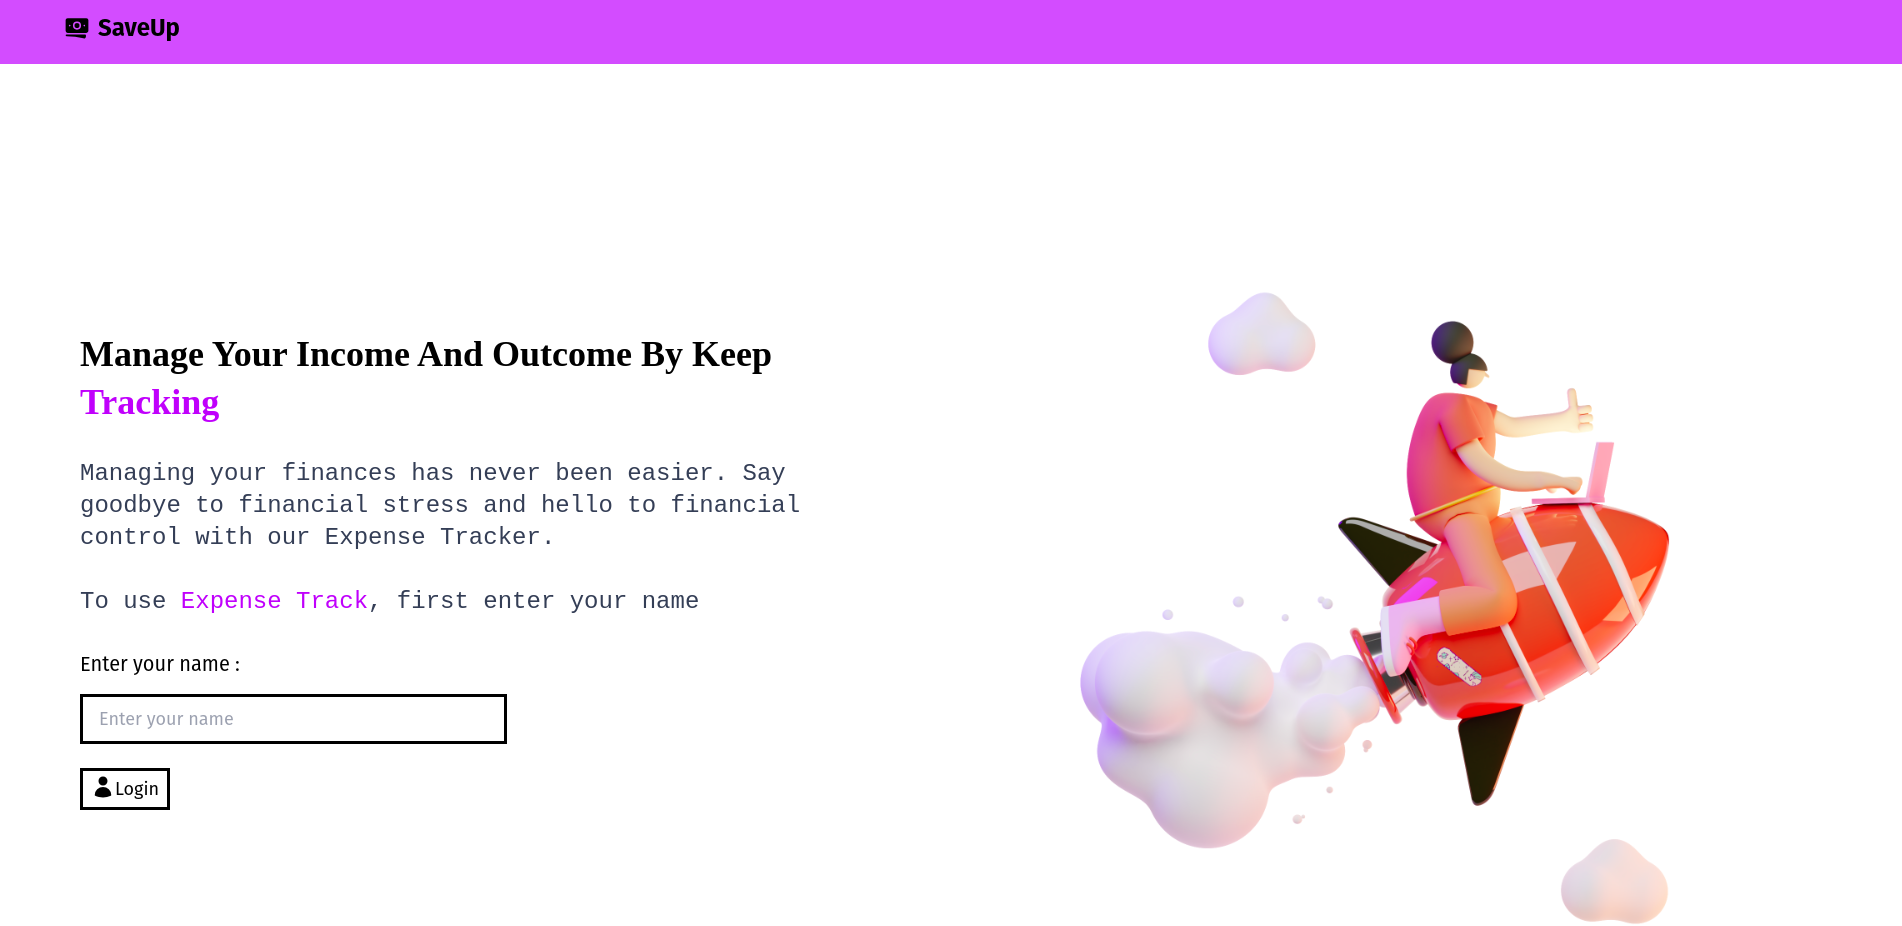 SaveUp
Manage Your Income And Outcome By Keep
Tracking
Managing your finances has never been easier. Say
goodbye to financial stress and hello to financial
control with our Expense Tracker.
To use Expense Track, first enter your name
Enter your name :
Enter your name
Login